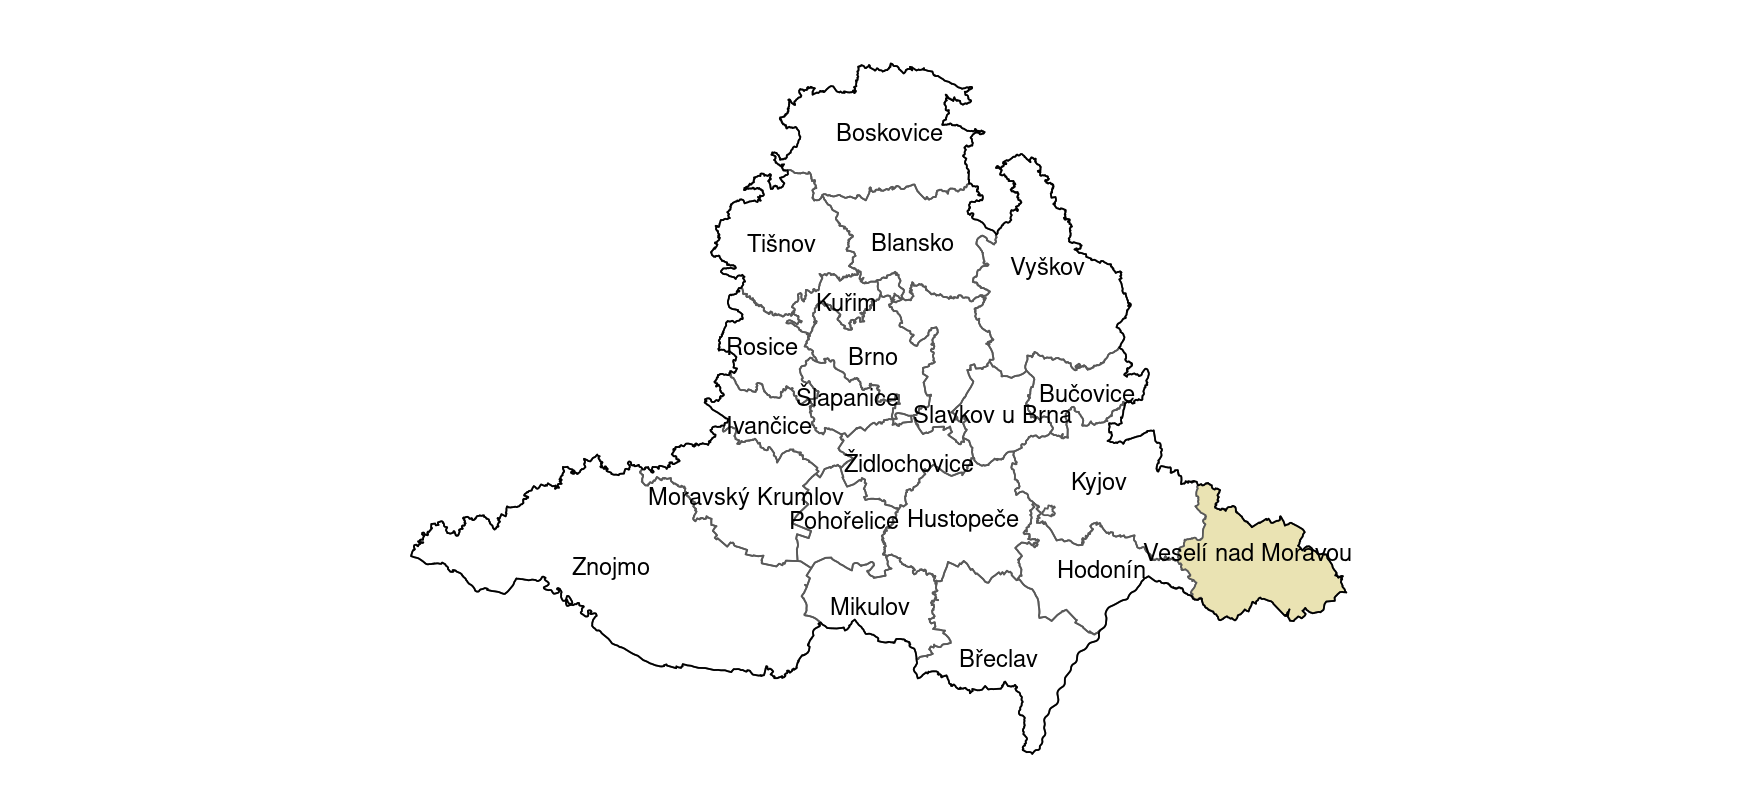 Boskovice
Tišnov
Blansko
Vyškov
Kuřim
Rosice
Brno
Šlapanice
Bučovice
Slavkov u Brna
Ivančice
Židlochovice
Kyjov
Moravský Krumlov
Pohořelice
Hustopeče
Veselí nad Moravou
Znojmo
Hodonín
Mikulov
Břeclav